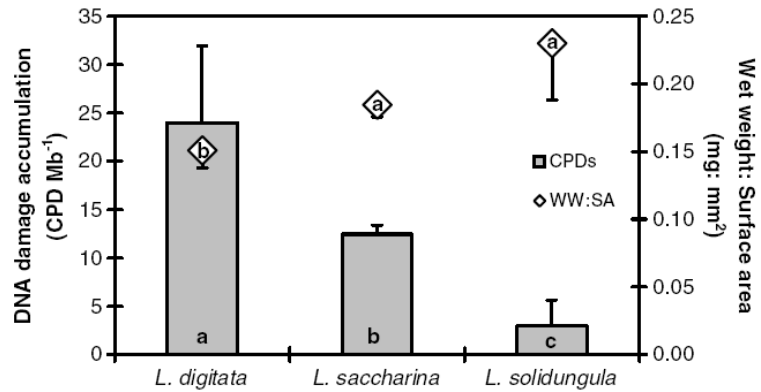 DNA damage accumulation
(CPD Mb⁻¹)
35
30
25
20
15
10
5
0
0.25
0.20
0.15
0.10
0.05
0.00
Wet weight: Surface area
(mg: mm²)
b
a
a
CPDs
WW:SA
a
b
c
L. digitata
L. saccharina
L. solidungula